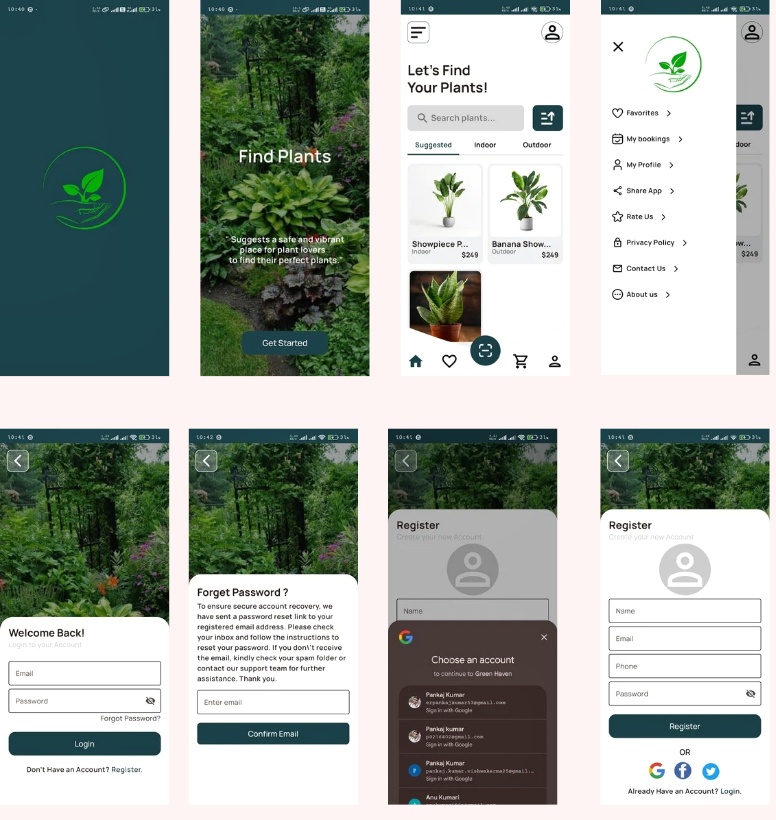 10:40
31%
10:40
31%
Find Plants
" Suggests a safe and vibrant
place for plant lovers
to find their perfect plants."
Get Started
10:41
31%
Let's Find
Your Plants!
Search plants...
Suggested Indoor Outdoor
Showpiece P...
Indoor
$249
Banana Show...
Outdoor
$249
10:41
31%
Favorites
My bookings
My Profile
Share App
Rate Us
Privacy Policy
Contact Us
About us
door
w...
$249
10:41
31%
Welcome Back!
Login to your Account
Email
Password
Forgot Password?
Login
Don't Have an Account? Register.
10:42
31%
Forget Password ?
To ensure secure account recovery, we
have sent a password reset link to your
registered email address. Please check
your inbox and follow the instructions to
reset your password. If you don\'t receive
the email, kindly check your spam folder or
contact our support team for further
assistance. Thank you.
Enter email
Confirm Email
10:41
31%
Register
Create your new Account
Name
G
Choose an account
to continue to Green Haven
Pankaj Kumar
Sign in with Google
Pankaj kumar
Sign in with Google
P
Pankaj Kumar
Sign in with Google
Anu Kumari
10:41
31%
Register
Create your new Account
Name
Email
Phone
Password
Register
OR
G f
Already Have an Account? Login.